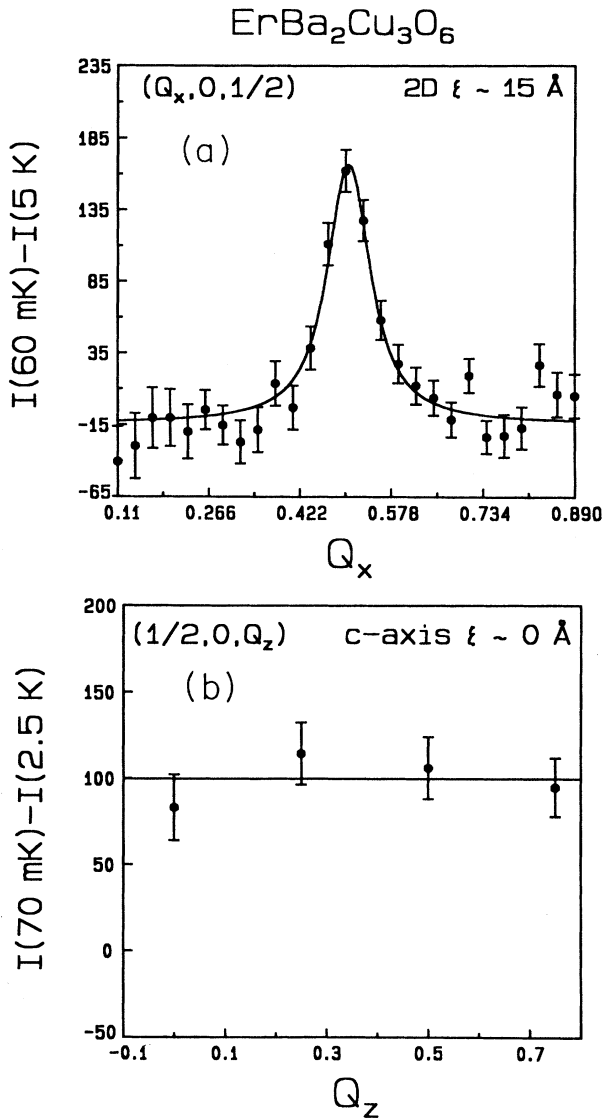 ErBa₂Cu₃O₆
(Qₓ,0,1/2) 2D ξ ~ 15 Å
(a)
I(60 mK)-I(5 K)
235
185
135
85
35
-15
-65
0.11 0.266 0.422 0.578 0.734 0.890
Qₓ
(1/2,0,Q_z) c-axis ξ ~ 0 Å
(b)
I(70 mK)-I(2.5 K)
200
150
100
50
0
-50
-0.1 0.1 0.3 0.5 0.7
Q_z